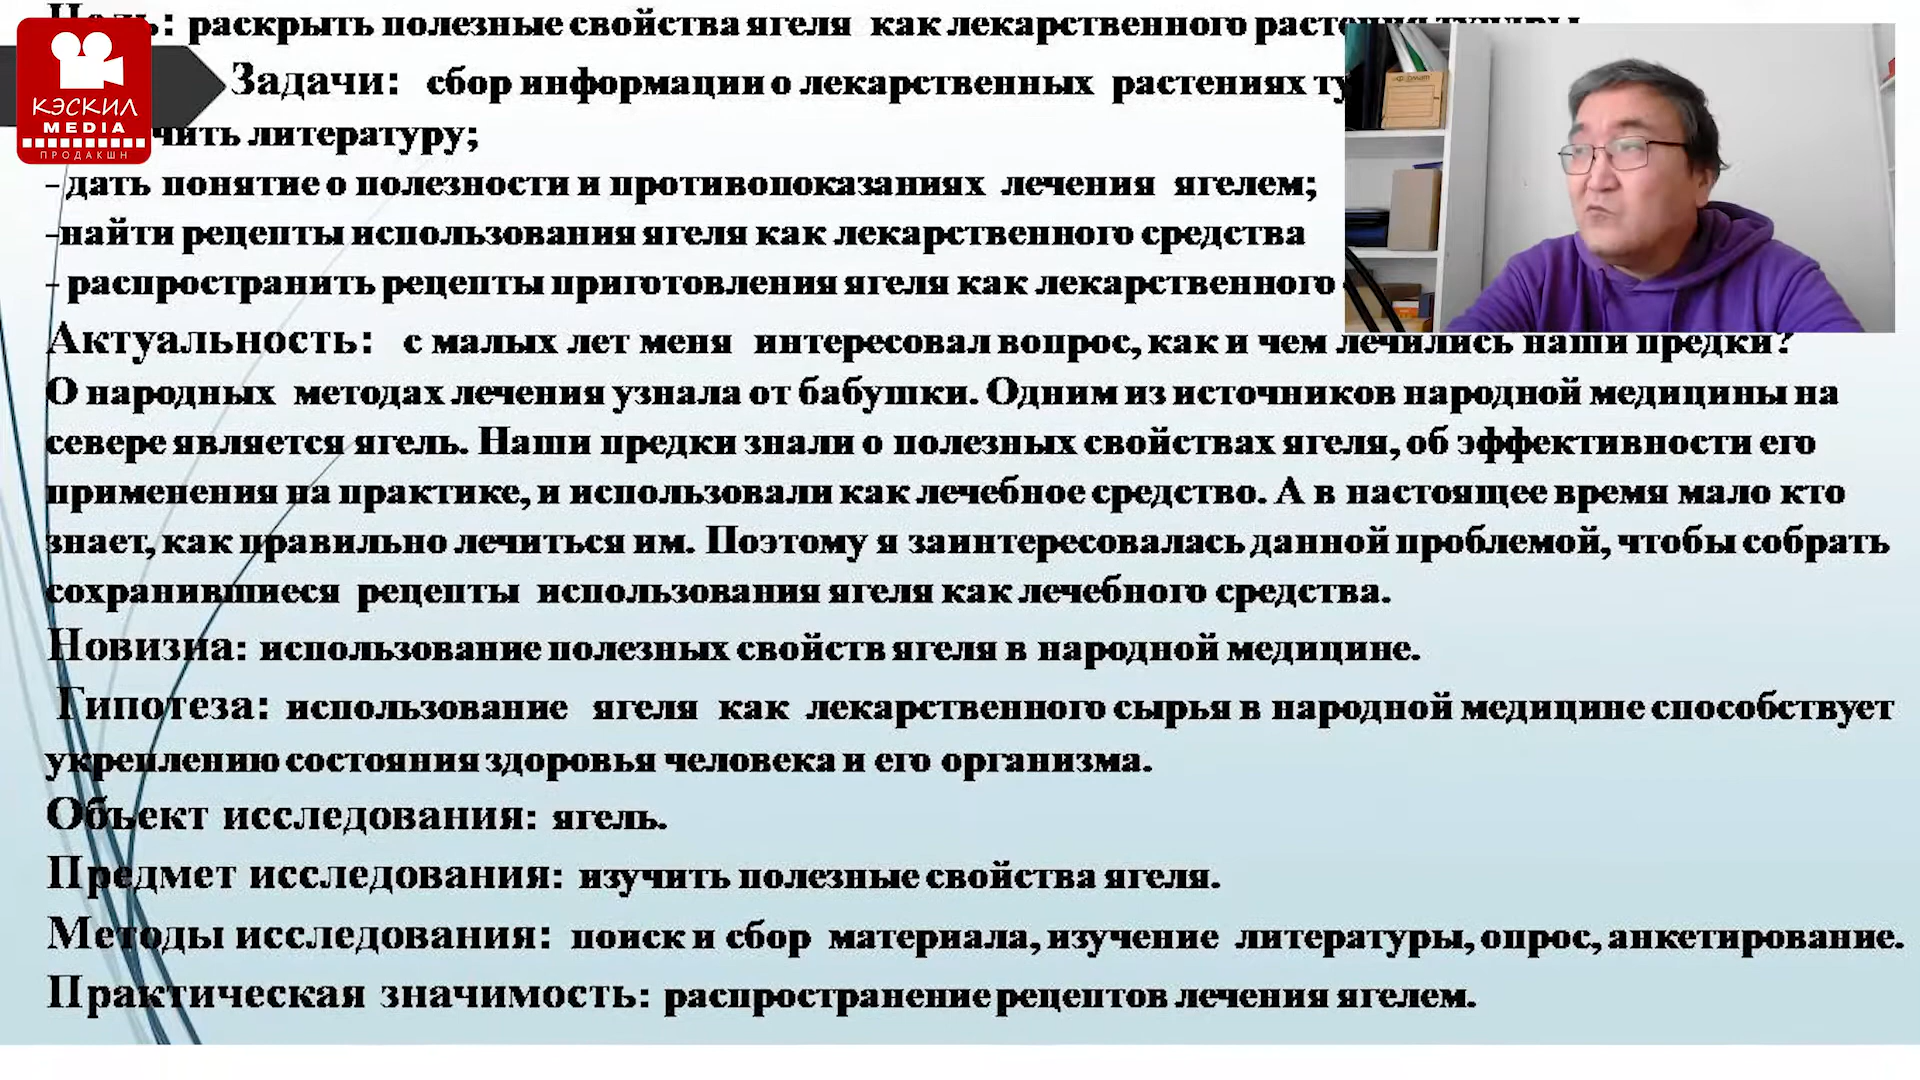 : раскрыть полезные свойства ягеля как лекарственного
Задачи: сбор информации о лекарственных растениях
литературу;
- дать понятие о полезности и противопоказаниях лечения ягелем;
-найти рецепты использования ягеля как лекарственного средства
- распространить рецепты приготовления ягеля как лекарственного
Актуальность: с малых лет меня интересовал вопрос, как и чем лечились наши предки?
О народных методах лечения узнала от бабушки. Одним из источников народной медицины на
севере является ягель. Наши предки знали о полезных свойствах ягеля, об эффективности его
применения на практике, и использовали как лечебное средство. А в настоящее время мало кто
знает, как правильно лечиться им. Поэтому я заинтересовалась данной проблемой, чтобы собрать
сохранившиеся рецепты использования ягеля как лечебного средства.
Новизна: использование полезных свойств ягеля в народной медицине.
Гипотеза: использование ягеля как лекарственного сырья в народной медицине способствует
укреплению состояния здоровья человека и его организма.
Объект исследования: ягель.
Предмет исследования: изучить полезные свойства ягеля.
Методы исследования: поиск и сбор материала, изучение литературы, опрос, анкетирование.
Практическая значимость: распространение рецептов лечения ягелем.
КЭСКИЛ
MEDIA
ПРОДАКШН